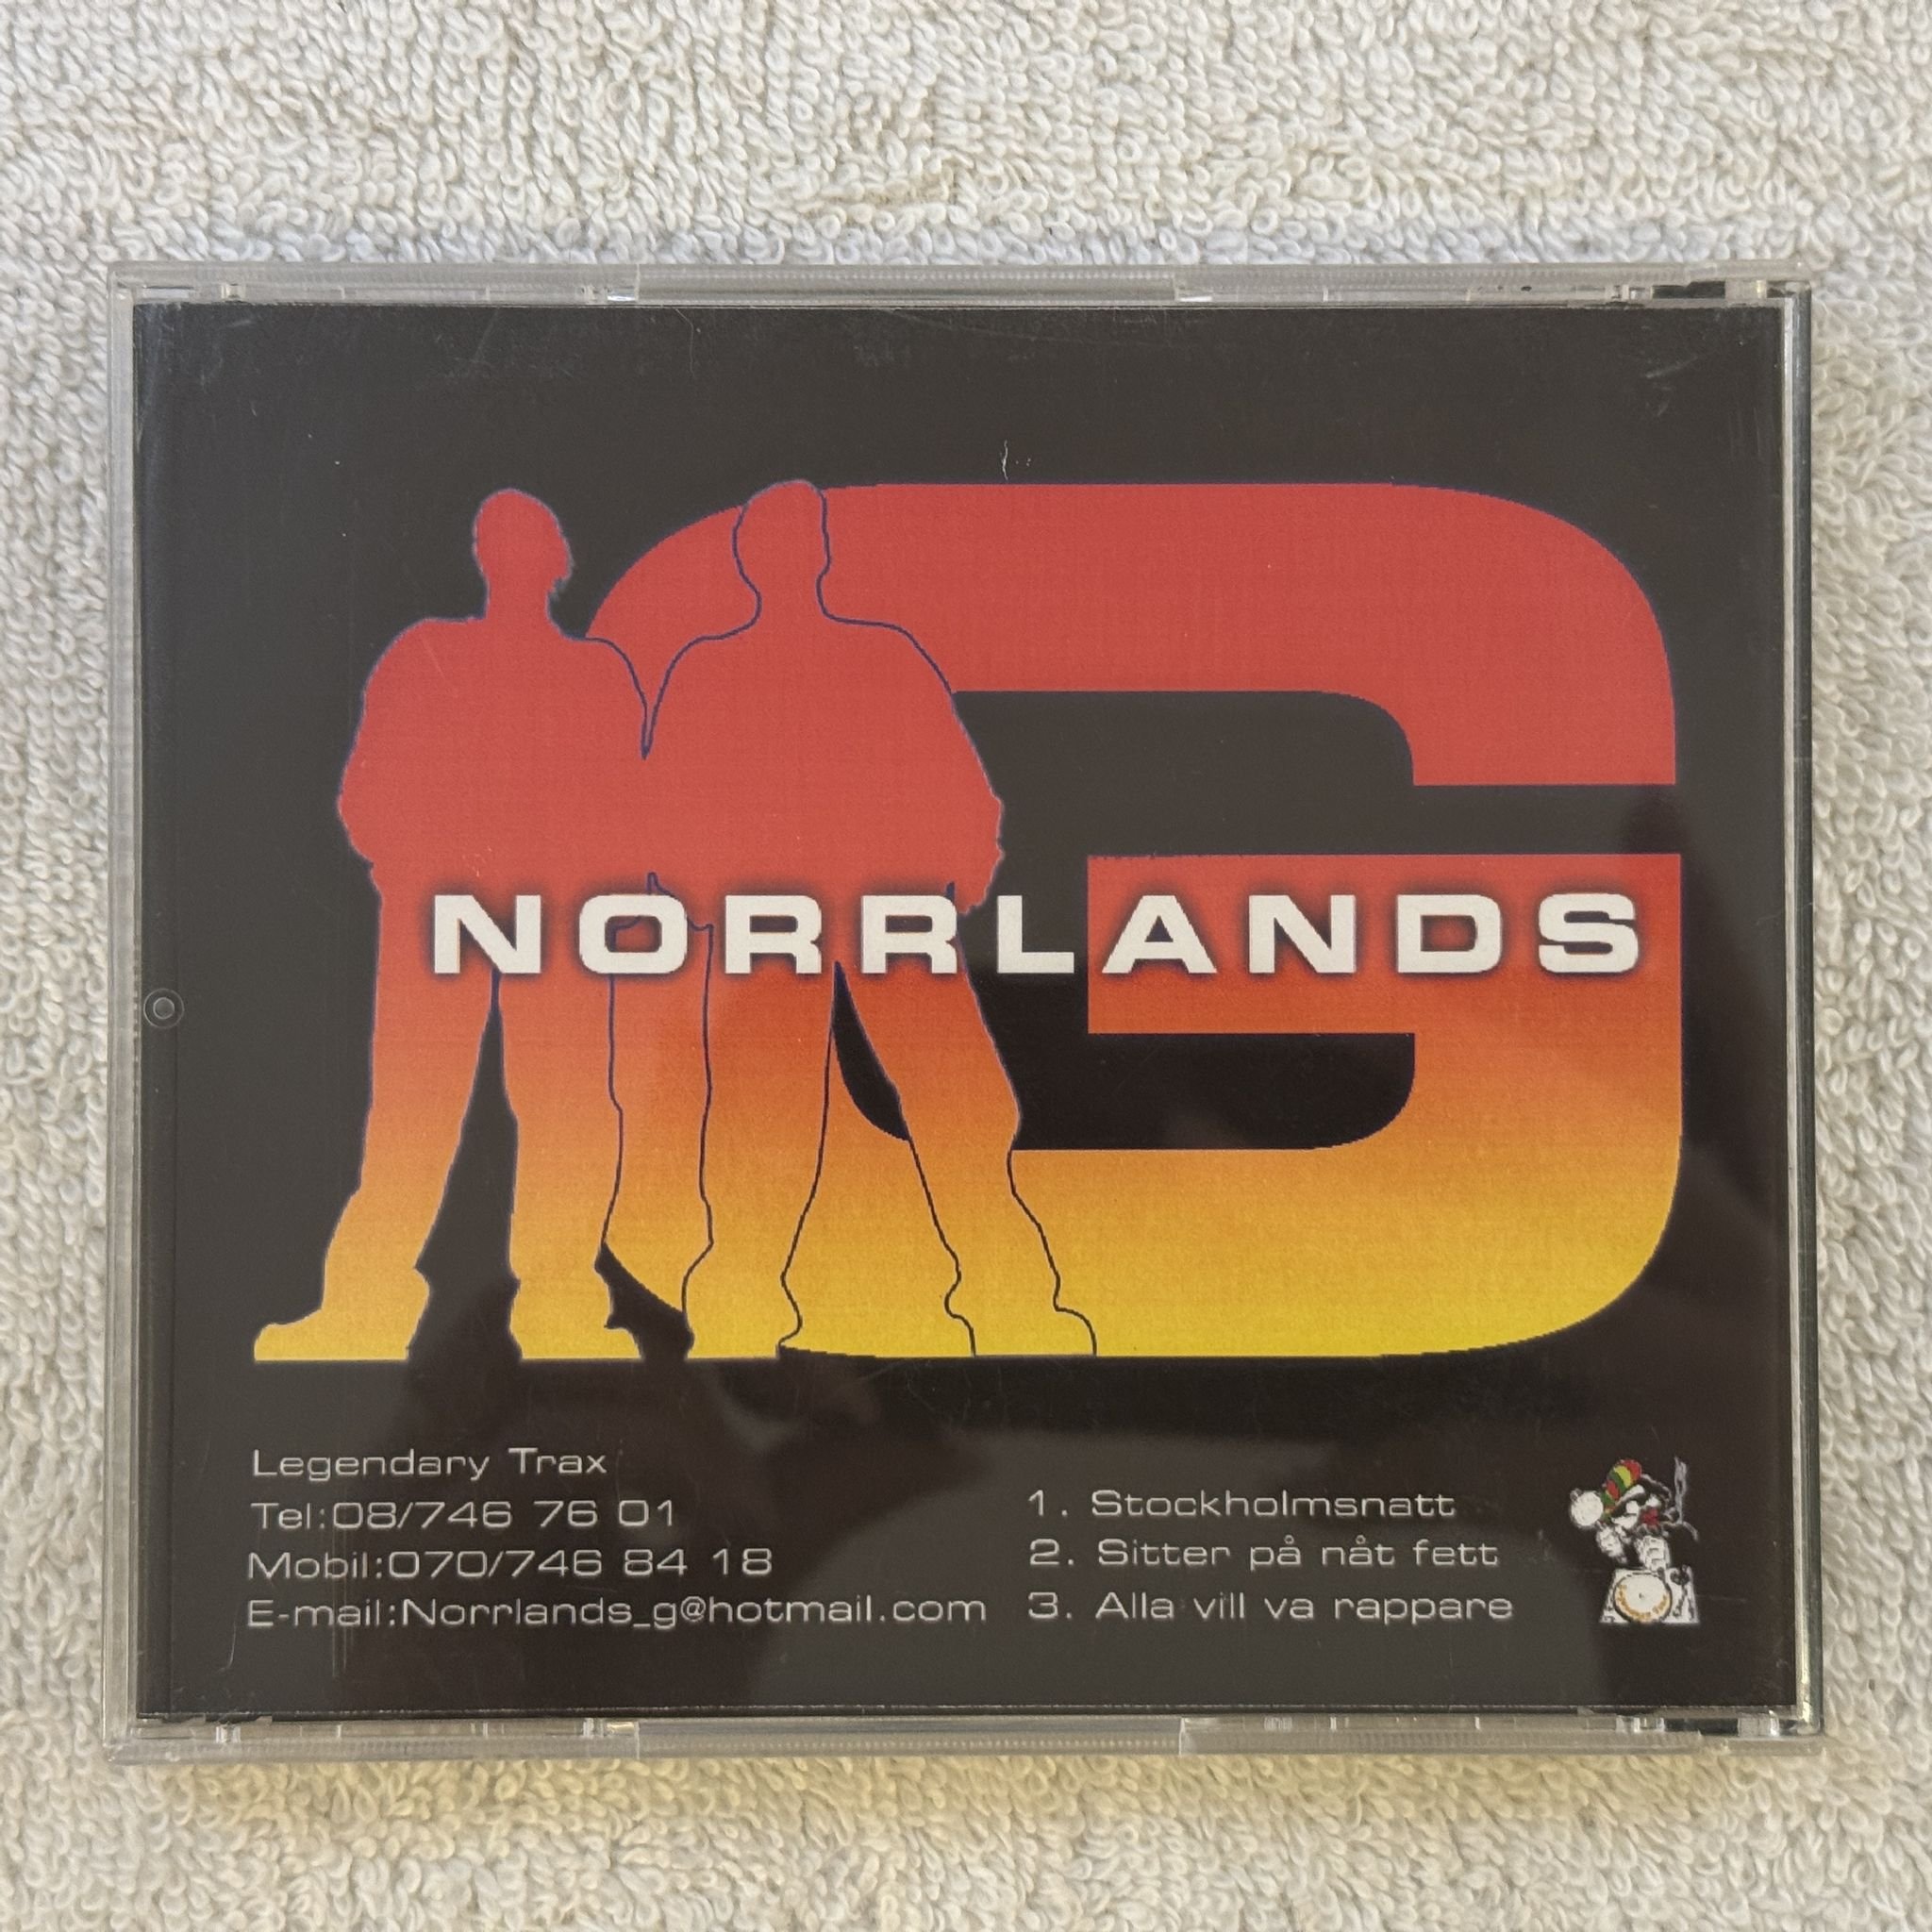 G
NORRLANDS
Legendary Trax
Tel:08/746 76 01
Mobil:070/746 84 18
E-mail:Norrlands_g@hotmail.com
1. Stockholmsnatt
2. Sitter på nåt fett
3. Alla vill va rappare